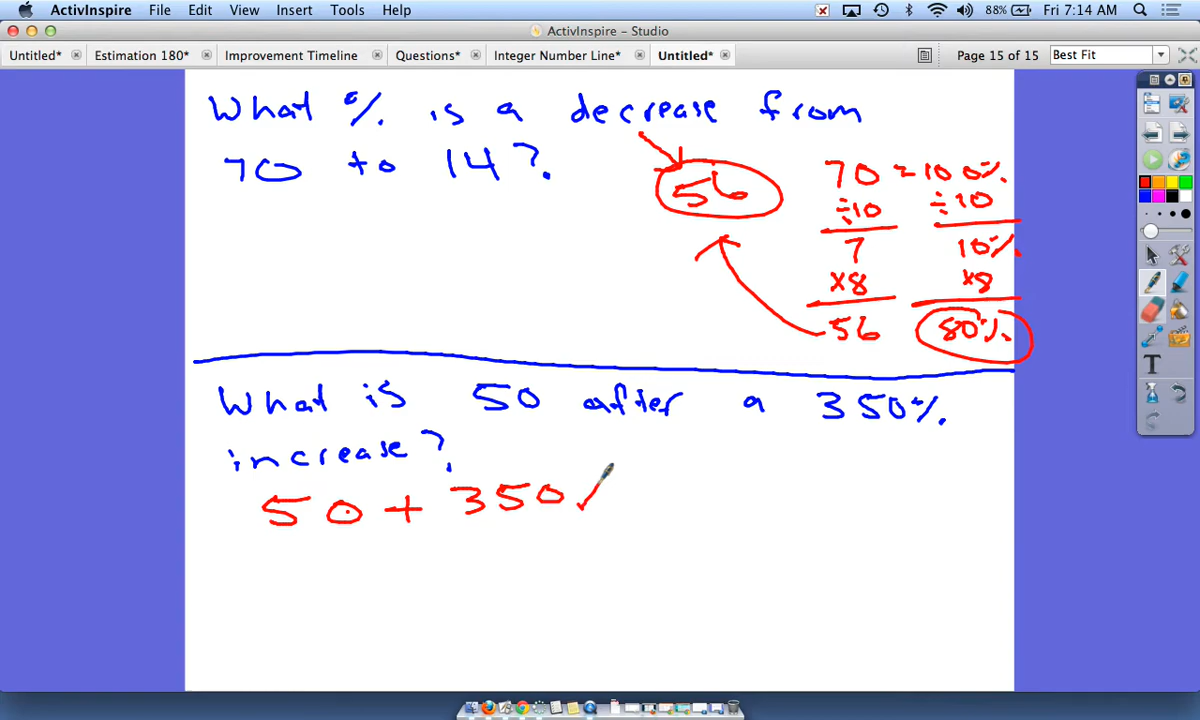 ActivInspire File Edit View Insert Tools Help 88% Fri 7:14 AM
ActivInspire – Studio
Untitled* Estimation 180* Improvement Timeline Questions* Integer Number Line* Untitled* Page 15 of 15 Best Fit
What % is a decrease from
70 to 14?.
56
70 = 100%
÷10 ÷10
7 10%
x8 x8
56 80%
What is 50 after a 350%
increase?.
50 + 350
T